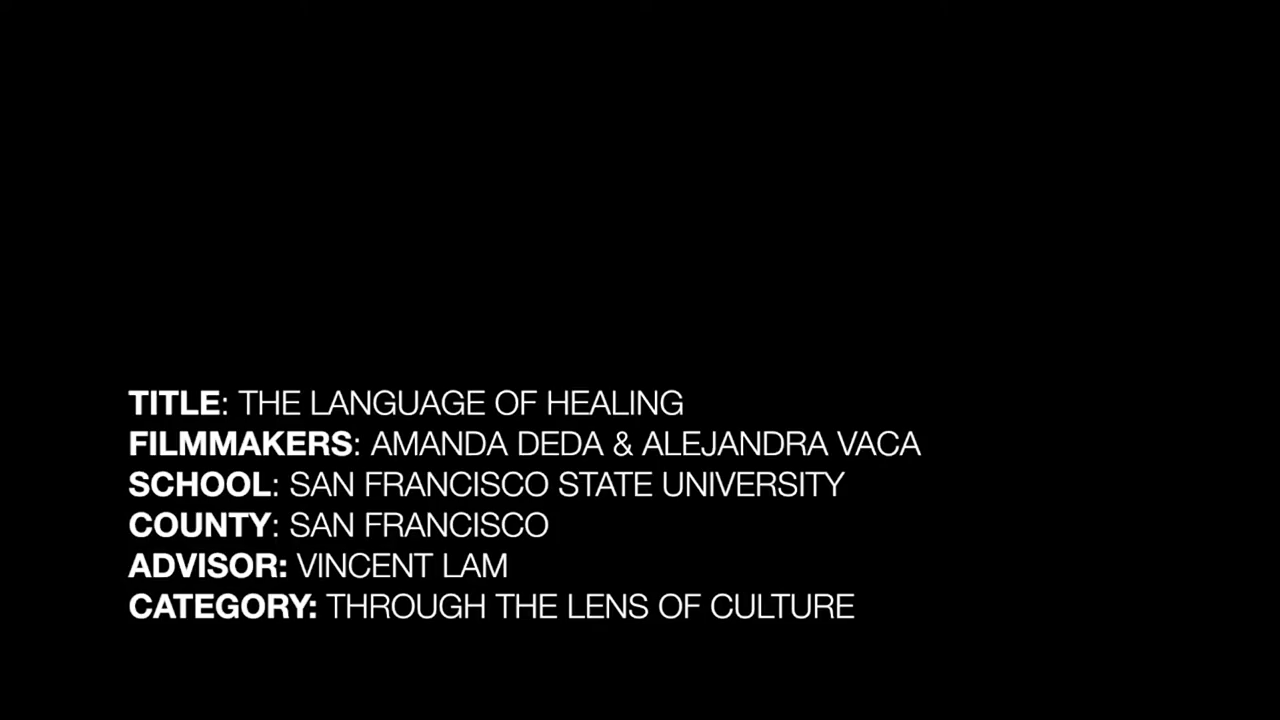 TITLE: THE LANGUAGE OF HEALING
FILMMAKERS: AMANDA DEDA & ALEJANDRA VACA
SCHOOL: SAN FRANCISCO STATE UNIVERSITY
COUNTY: SAN FRANCISCO
ADVISOR: VINCENT LAM
CATEGORY: THROUGH THE LENS OF CULTURE